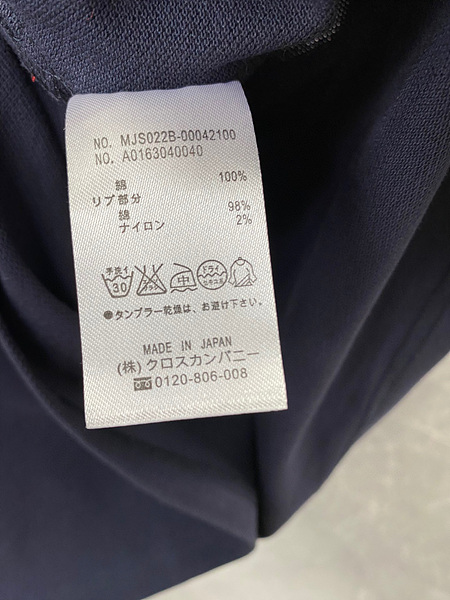 NO. MJS022B-00042100
NO. A0163040040
綿 100%
リブ部分
綿 98%
ナイロン 2%
手洗イ 30 中 ドライ
●タンブラー乾燥は、お避け下さい。
MADE IN JAPAN
(株)クロスカンパニー
0120-806-008